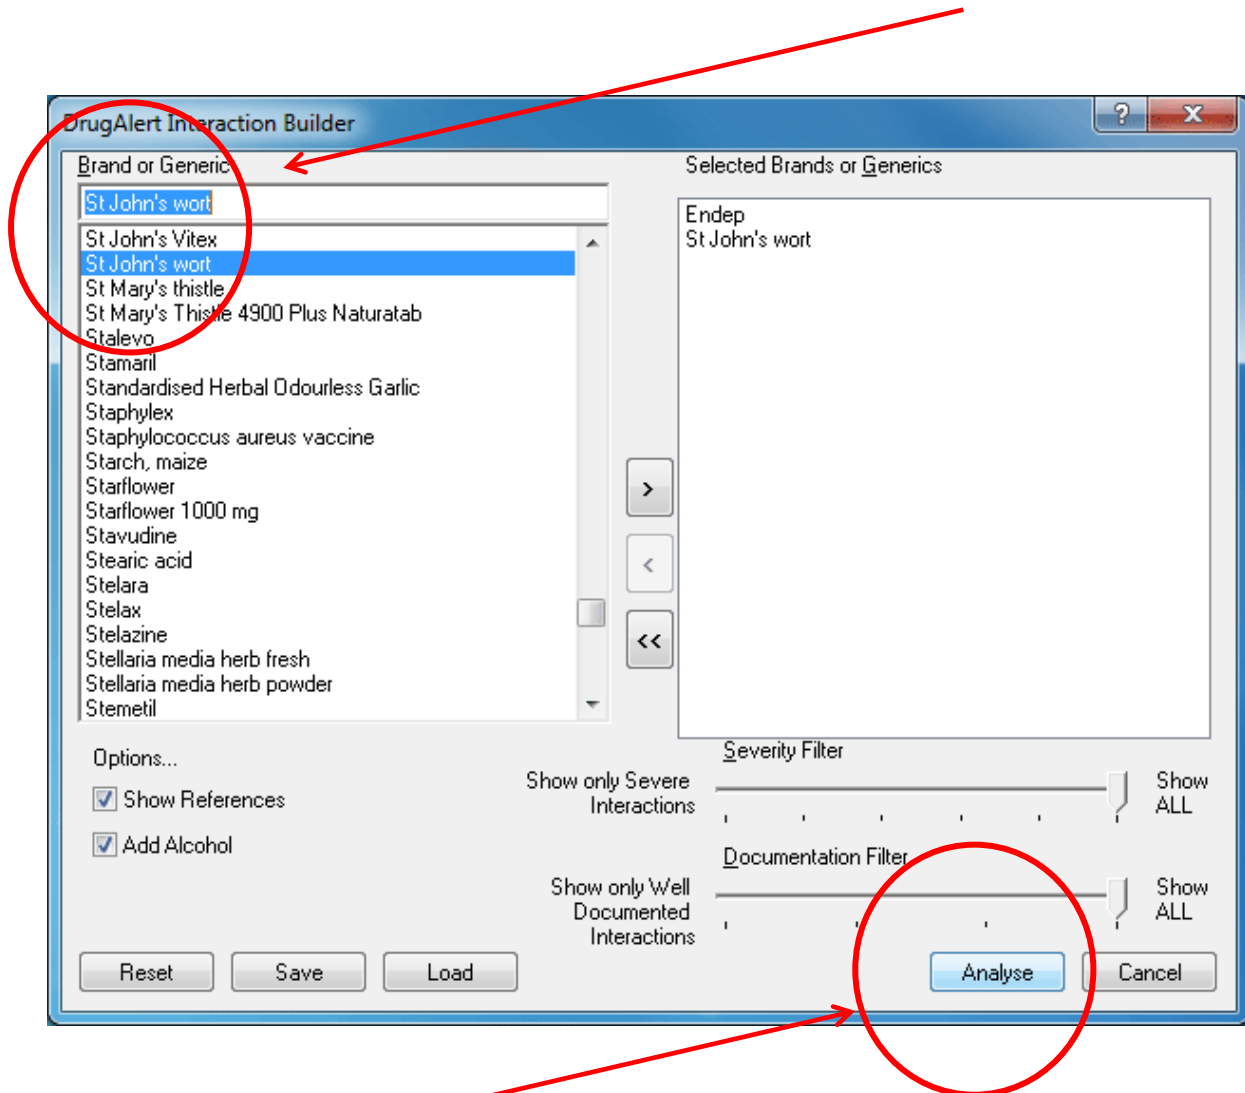 DrugAlert Interaction Builder
?
x
Brand or Generic
St John's wort
St John's Vitex
St John's wort
St Mary's thistle
St Mary's Thistle 4900 Plus Naturatab
Stalevo
Stamaril
Standardised Herbal Odourless Garlic
Staphylex
Staphylococcus aureus vaccine
Starch, maize
Starflower
Starflower 1000 mg
Stavudine
Stearic acid
Stelara
Stelax
Stelazine
Stellaria media herb fresh
Stellaria media herb powder
Stemetil
>
<
<<
Selected Brands or Generics
Endep
St John's wort
Options...
Show References
Add Alcohol
Severity Filter
Show only Severe
Interactions
Show
ALL
Documentation Filter
Show only Well
Documented
Interactions
Show
ALL
Reset
Save
Load
Analyse
Cancel